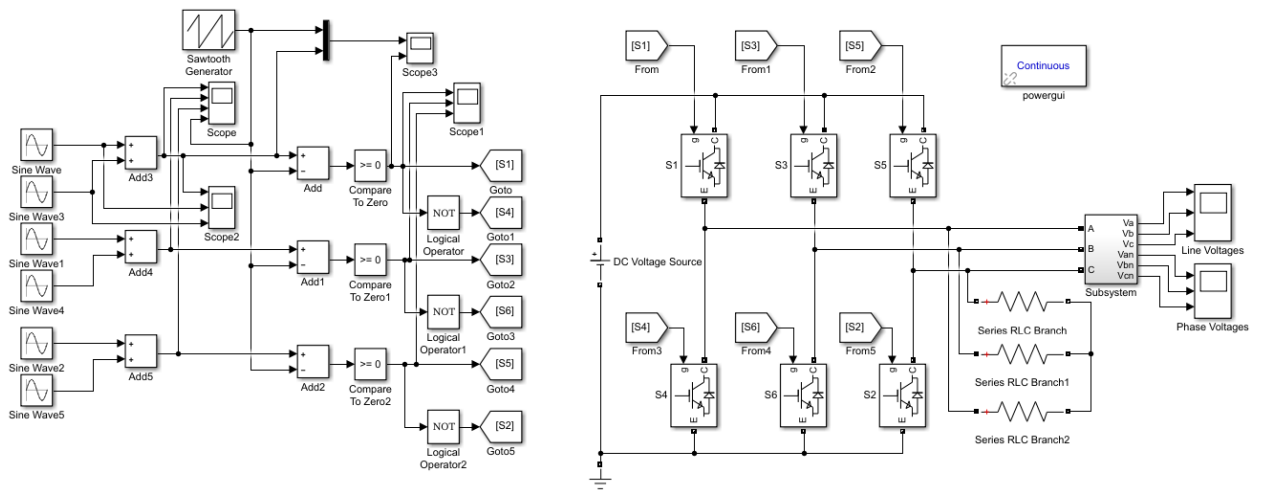 Sawtooth
Generator
Scope3
Scope
Scope1
Sine Wave
+
+
Add3
+
−
Add
>= 0
Compare
To Zero
[S1]
Goto
Sine Wave3
Scope2
NOT
Logical
Operator
[S4]
Goto1
Sine Wave1
+
+
Add4
+
−
Add1
>= 0
Compare
To Zero1
[S3]
Goto2
Sine Wave4
NOT
Logical
Operator1
[S6]
Goto3
Sine Wave2
+
+
Add5
+
−
Add2
>= 0
Compare
To Zero2
[S5]
Goto4
Sine Wave5
NOT
Logical
Operator2
[S2]
Goto5
[S1]
From
[S3]
From1
[S5]
From2
Continuous
powergui
g C
S1
E
g C
S3
E
g C
S5
E
+
DC Voltage Source
A
B
C
Va
Vb
Vc
Van
Vbn
Vcn
Subsystem
Line Voltages
Phase Voltages
+
Series RLC Branch
+
Series RLC Branch1
+
Series RLC Branch2
[S4]
From3
[S6]
From4
[S2]
From5
g C
S4
E
g C
S6
E
g C
S2
E